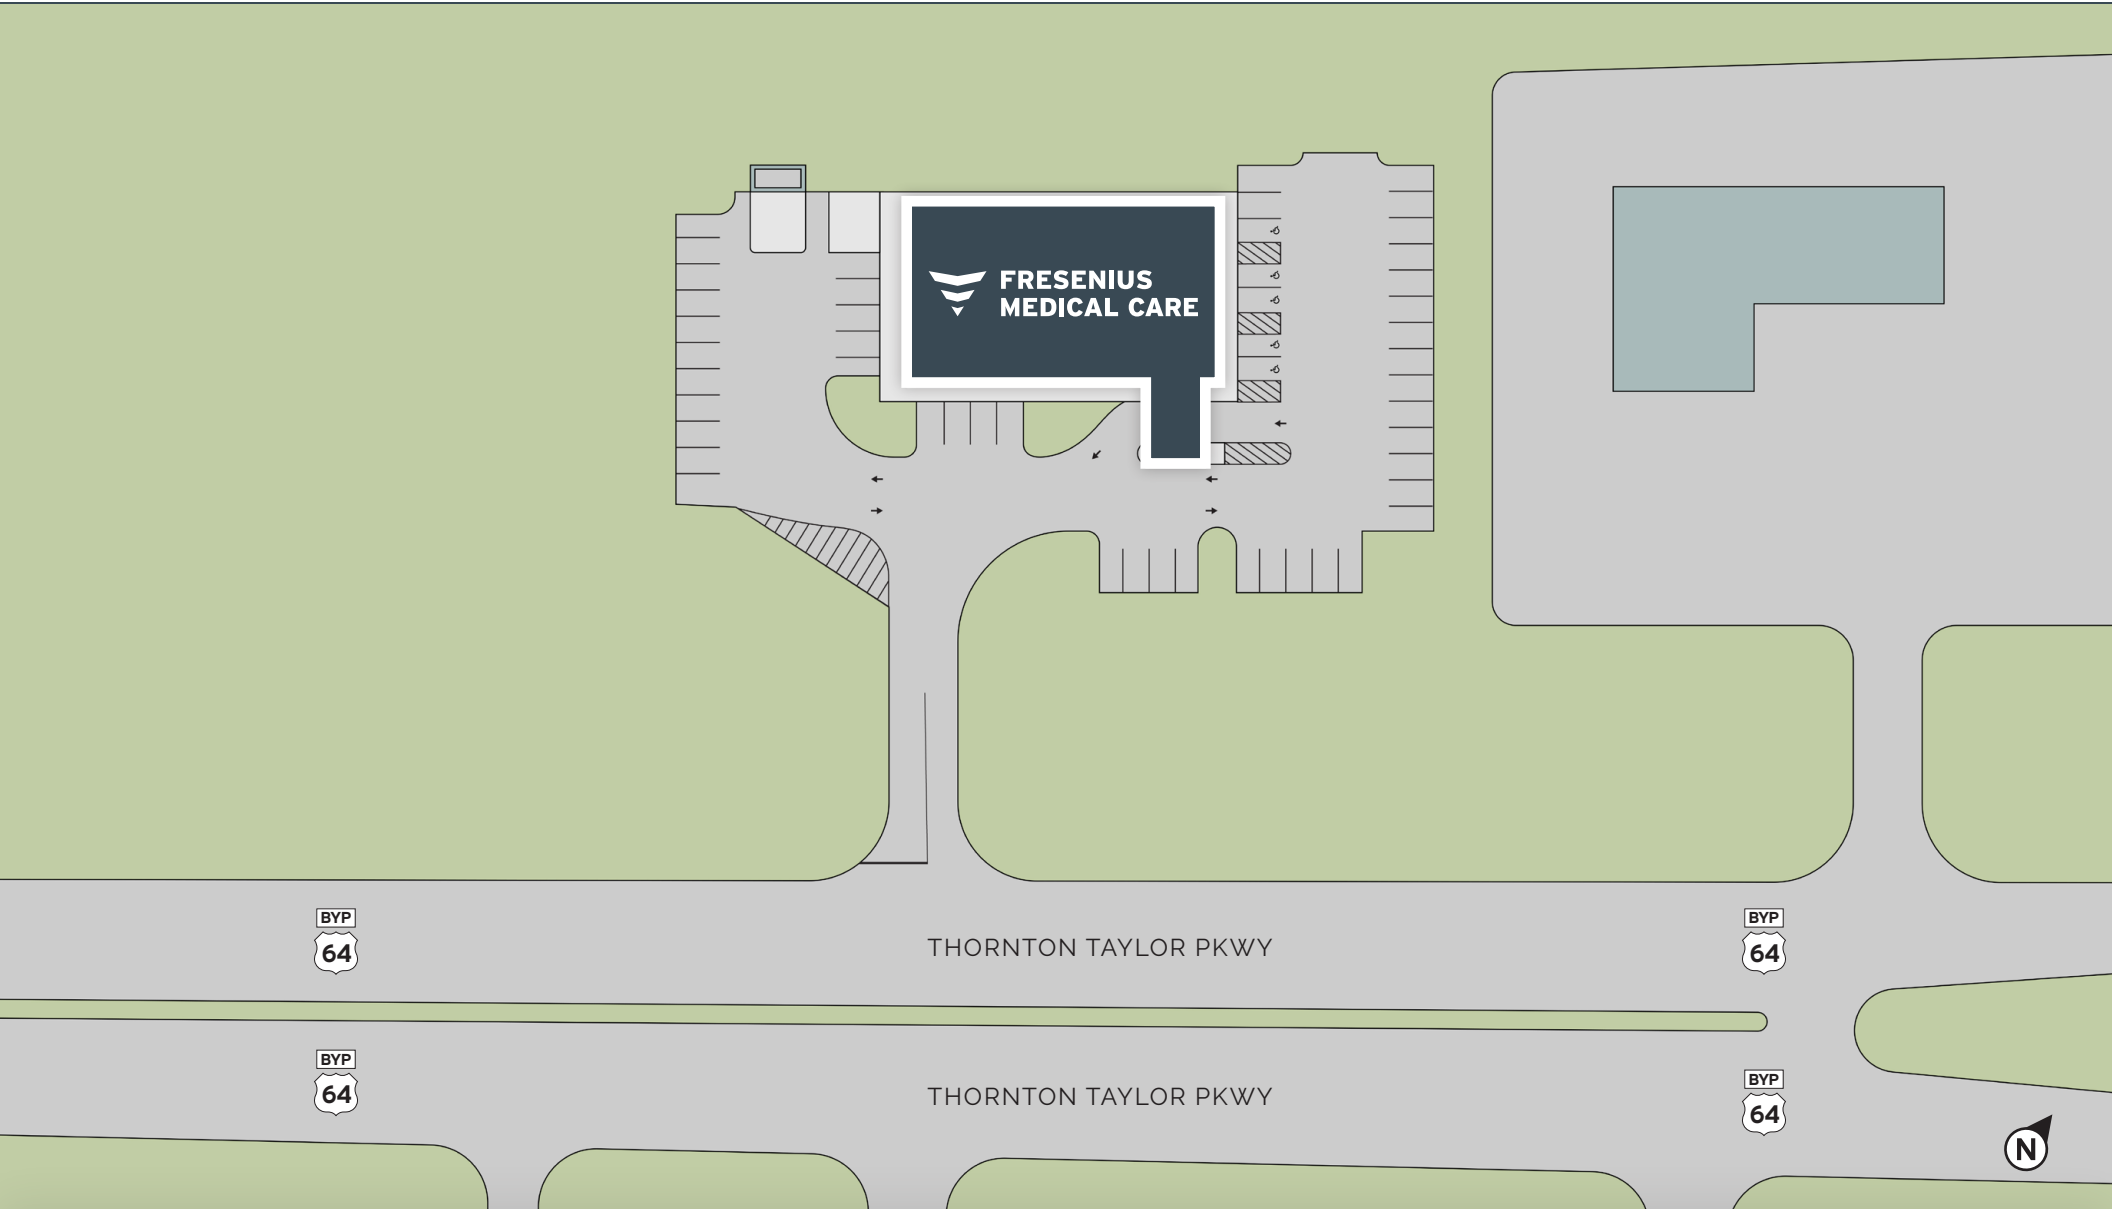 FRESENIUS
MEDICAL CARE
BYP
64
THORNTON TAYLOR PKWY
BYP
64
BYP
64
THORNTON TAYLOR PKWY
BYP
64
N